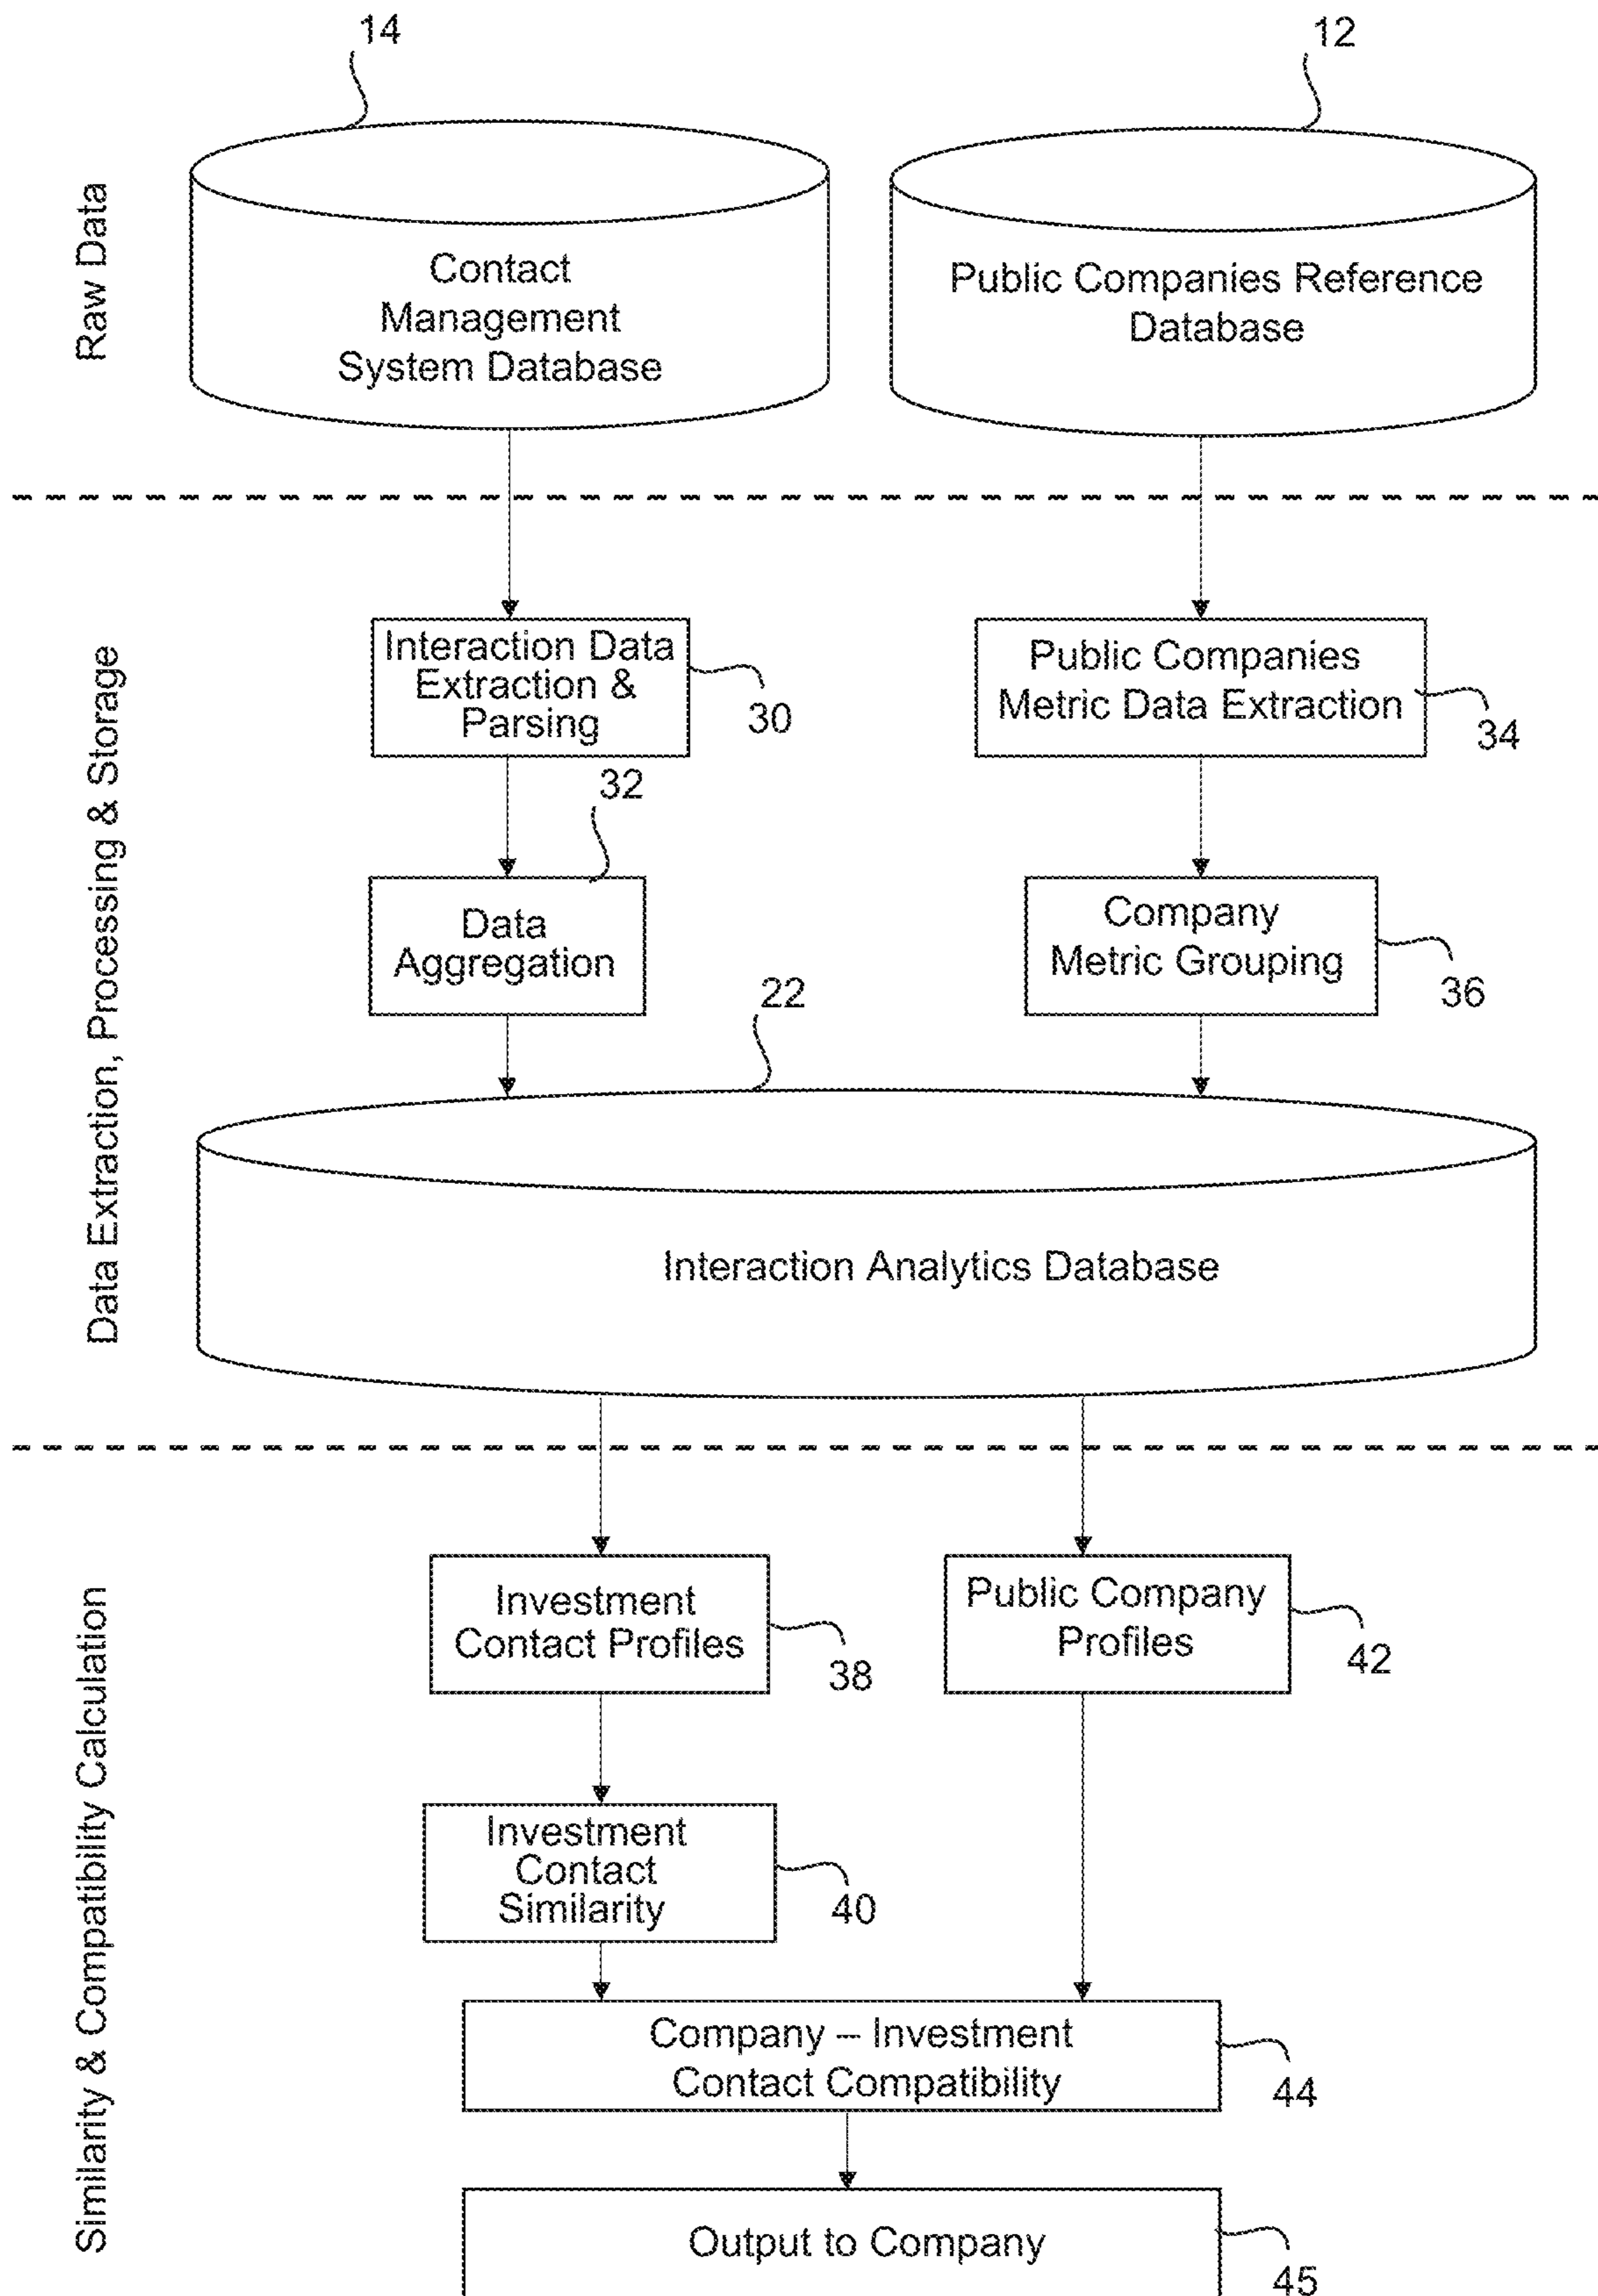 14
12
Raw Data
Contact
Management
System Database
Public Companies Reference
Database
Data Extraction, Processing & Storage
Interaction Data
Extraction &
Parsing
30
Public Companies
Metric Data Extraction
34
32
Data
Aggregation
Company
Metric Grouping
36
22
Interaction Analytics Database
Similarity & Compatibility Calculation
Investment
Contact Profiles
38
Public Company
Profiles
42
Investment
Contact
Similarity
40
Company – Investment
Contact Compatibility
44
Output to Company
45